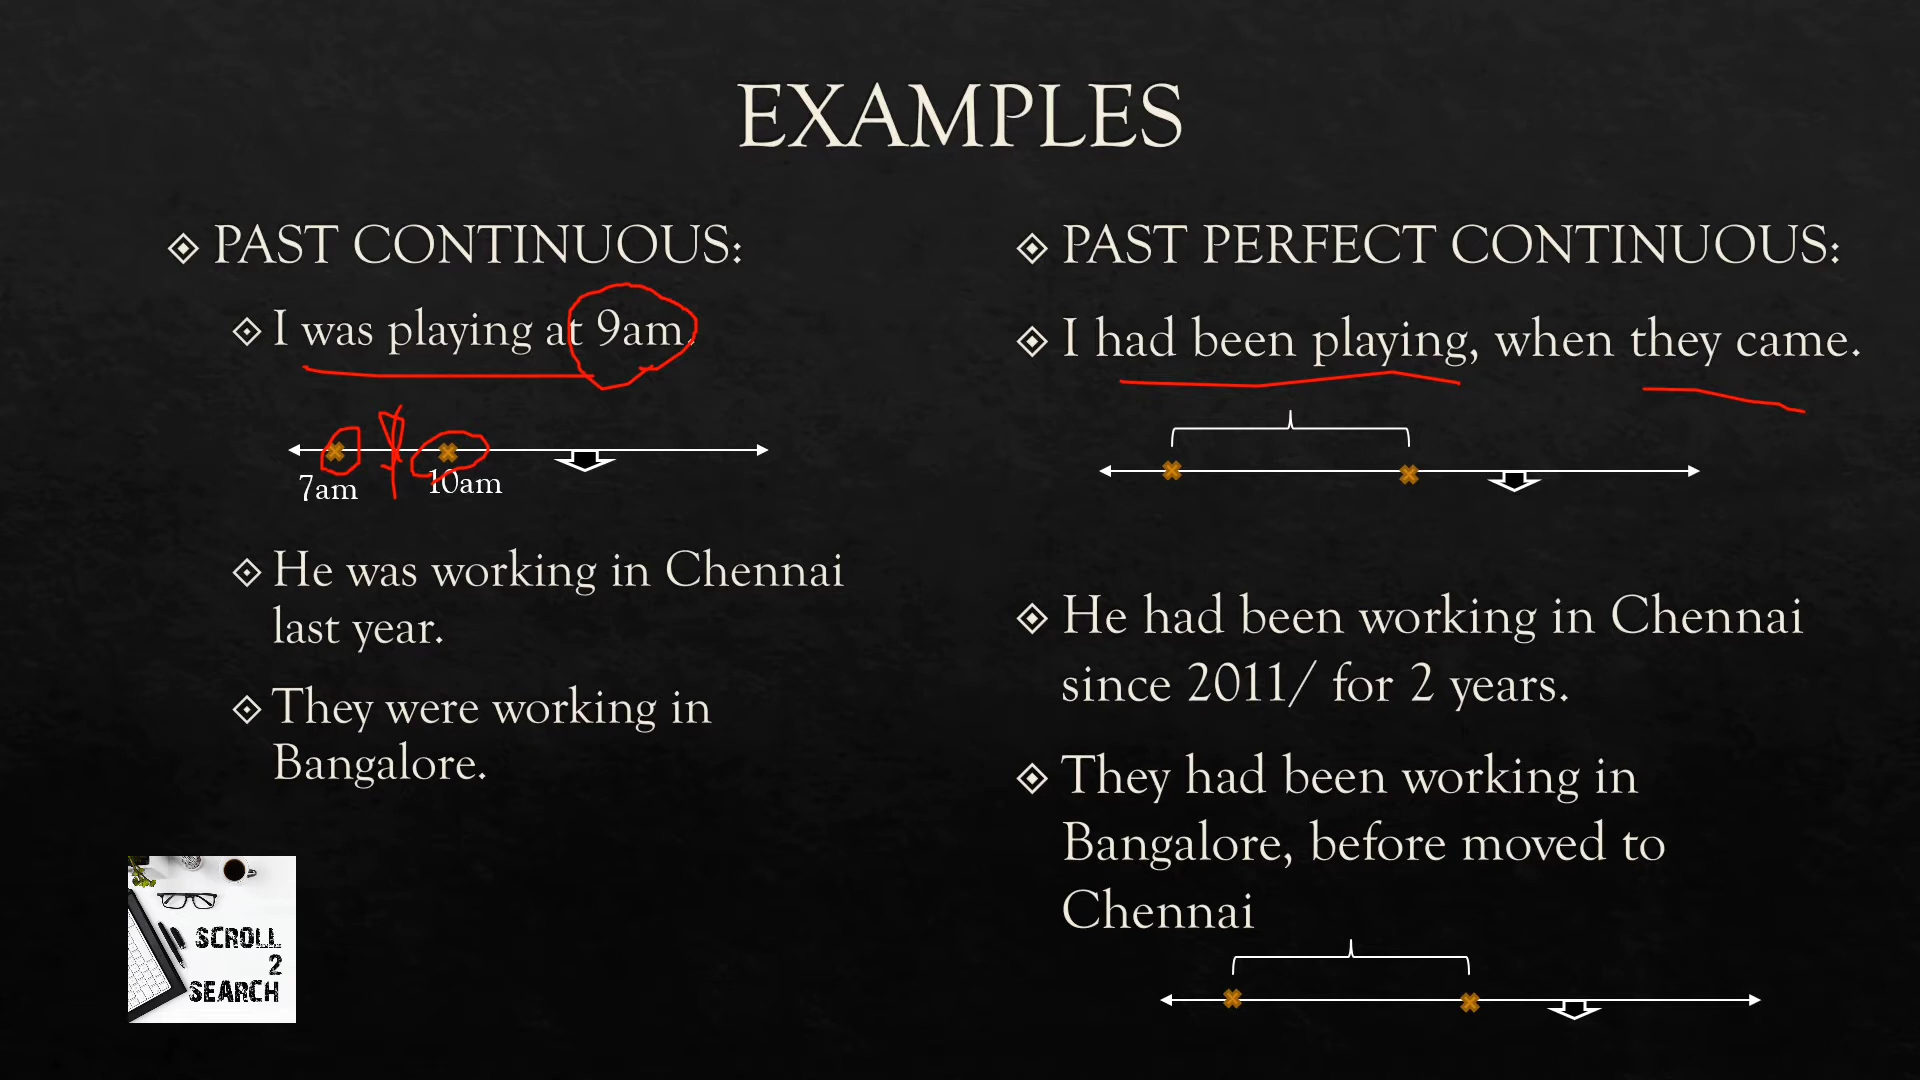 EXAMPLES
PAST CONTINUOUS:
I was playing at 9am.
7am
10am
He was working in Chennai
last year.
They were working in
Bangalore.
PAST PERFECT CONTINUOUS:
I had been playing, when they came.
He had been working in Chennai
since 2011/ for 2 years.
They had been working in
Bangalore, before moved to
Chennai
SCROLL
2
SEARCH